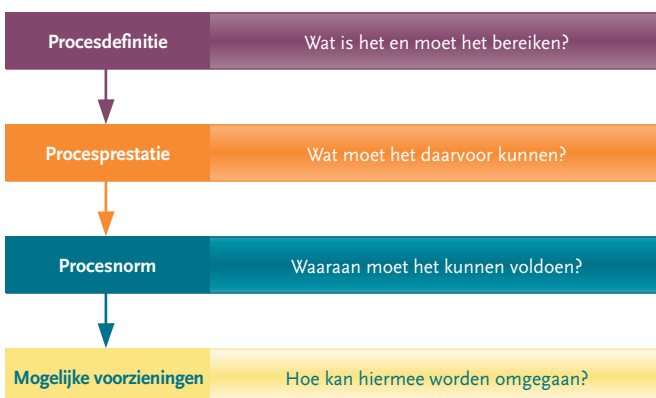 Procesdefinitie Wat is het en moet het bereiken?
Procesprestatie Wat moet het daarvoor kunnen?
Procesnorm Waaraan moet het kunnen voldoen?
Mogelijke voorzieningen Hoe kan hiermee worden omgegaan?